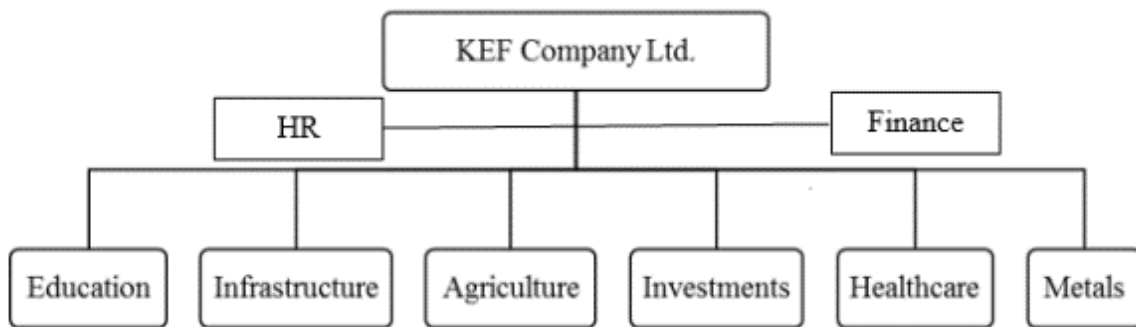 KEF Company Ltd.
HR
Finance
Education
Infrastructure
Agriculture
Investments
Healthcare
Metals